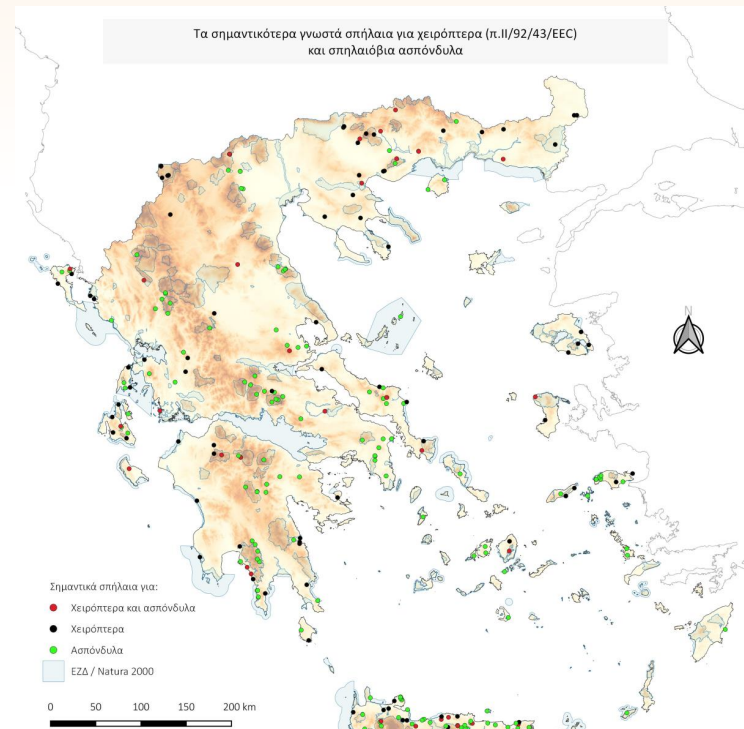 Τα σημαντικότερα γνωστά σπήλαια για χειρόπτερα (π.II/92/43/EEC)
και σπηλαιόβια ασπόνδυλα
N
Σημαντικά σπήλαια για:
Χειρόπτερα και ασπόνδυλα
Χειρόπτερα
Ασπόνδυλα
ΕΖΔ / Natura 2000
0 50 100 150 200 km